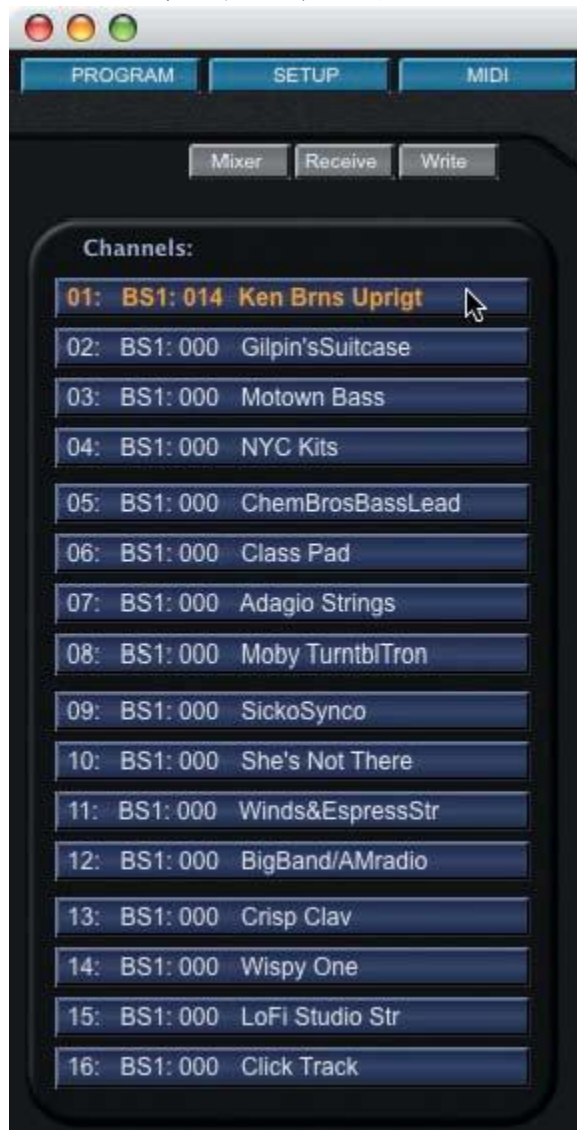 PROGRAM SETUP MIDI
Mixer Receive Write
Channels:
01: BS1: 014 Ken Brns Uprigt
02: BS1: 000 Gilpin'sSuitcase
03: BS1: 000 Motown Bass
04: BS1: 000 NYC Kits
05: BS1: 000 ChemBrosBassLead
06: BS1: 000 Class Pad
07: BS1: 000 Adagio Strings
08: BS1: 000 Moby TurntblTron
09: BS1: 000 SickoSynco
10: BS1: 000 She's Not There
11: BS1: 000 Winds&EspressStr
12: BS1: 000 BigBand/AMradio
13: BS1: 000 Crisp Clav
14: BS1: 000 Wispy One
15: BS1: 000 LoFi Studio Str
16: BS1: 000 Click Track